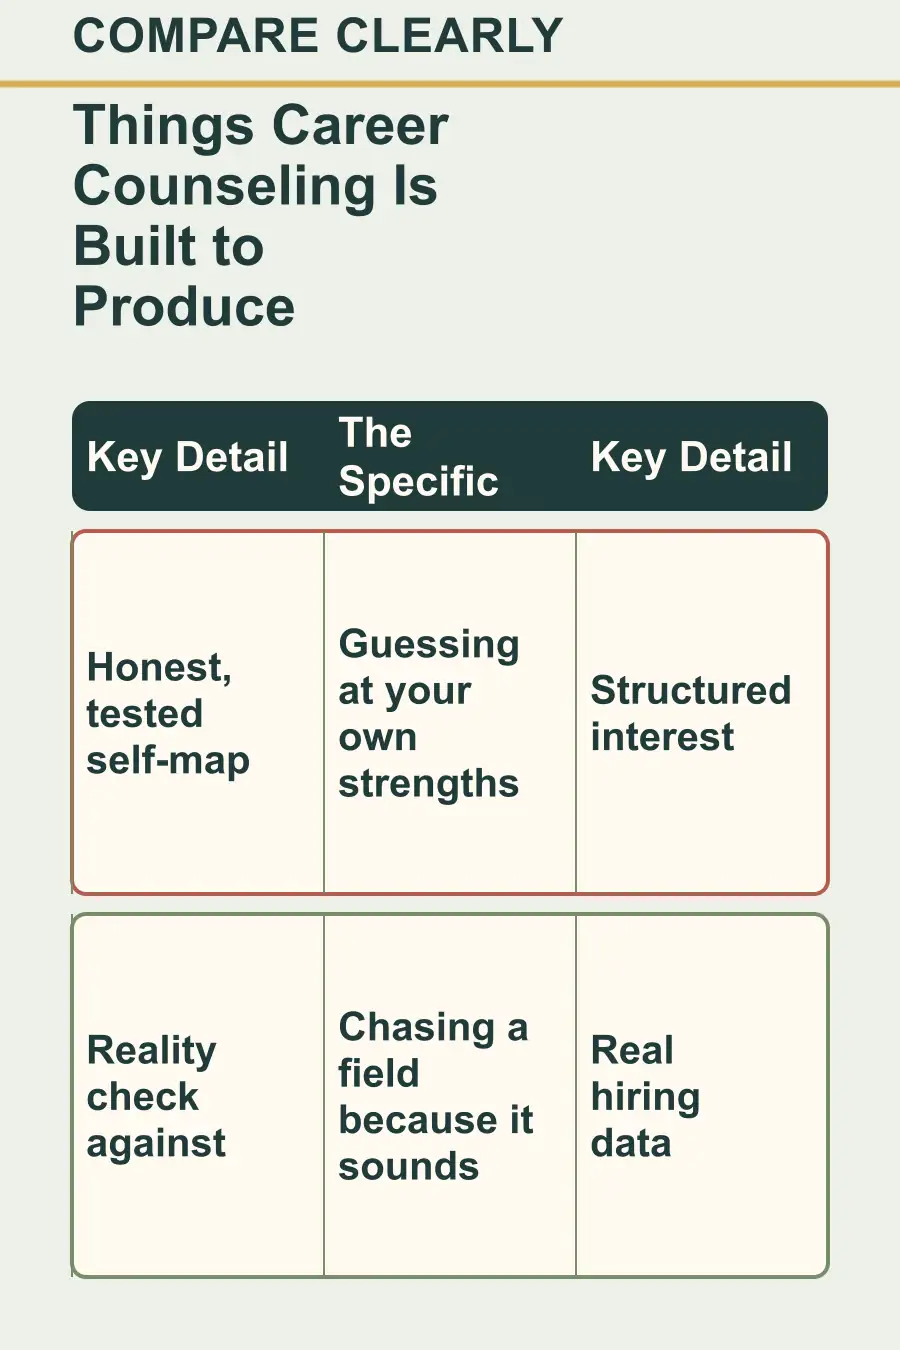 COMPARE CLEARLY
Things Career
Counseling Is
Built to
Produce
Key Detail
The
Specific
Key Detail
Honest,
tested
self-map
Guessing
at your
own
strengths
Structured
interest
Reality
check
against
Chasing a
field
because it
sounds
Real
hiring
data